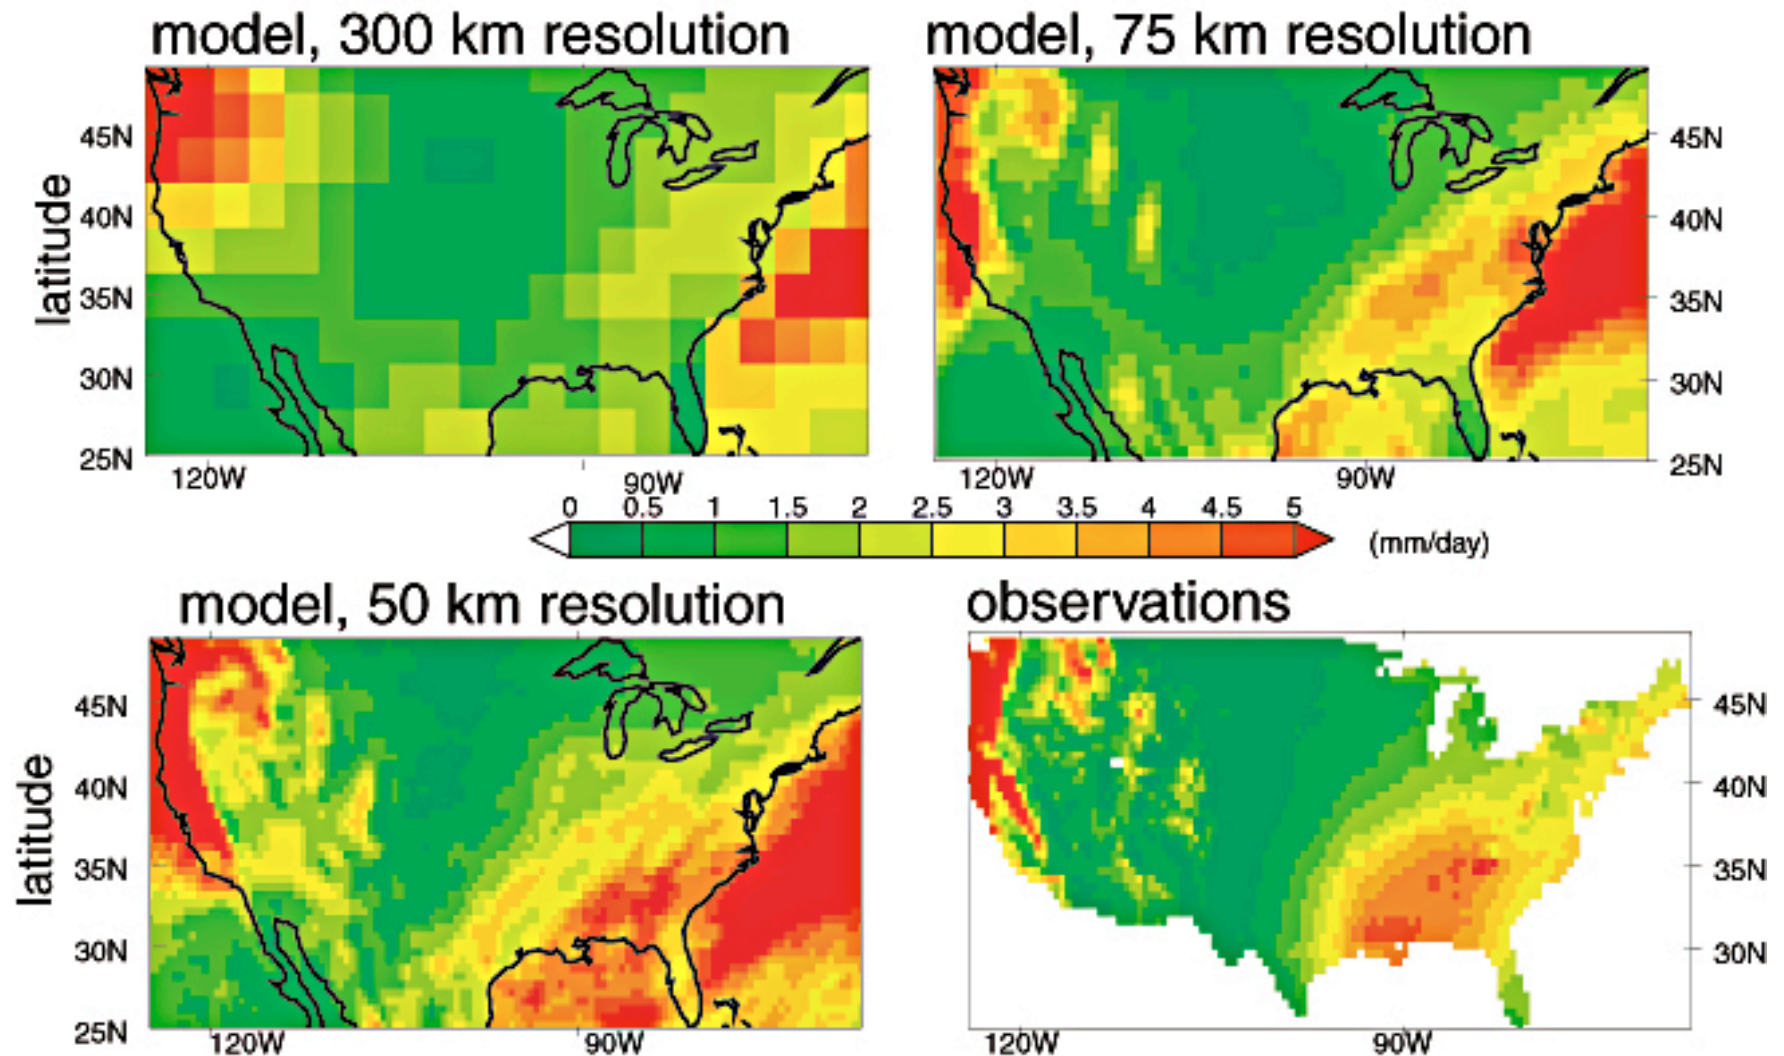 model, 300 km resolution
model, 75 km resolution
latitude
45N
40N
35N
30N
25N
120W
90W
45N
40N
35N
30N
25N
120W
90W
0 0.5 1 1.5 2 2.5 3 3.5 4 4.5 5
(mm/day)
model, 50 km resolution
observations
latitude
45N
40N
35N
30N
25N
120W
90W
45N
40N
35N
30N
120W
90W